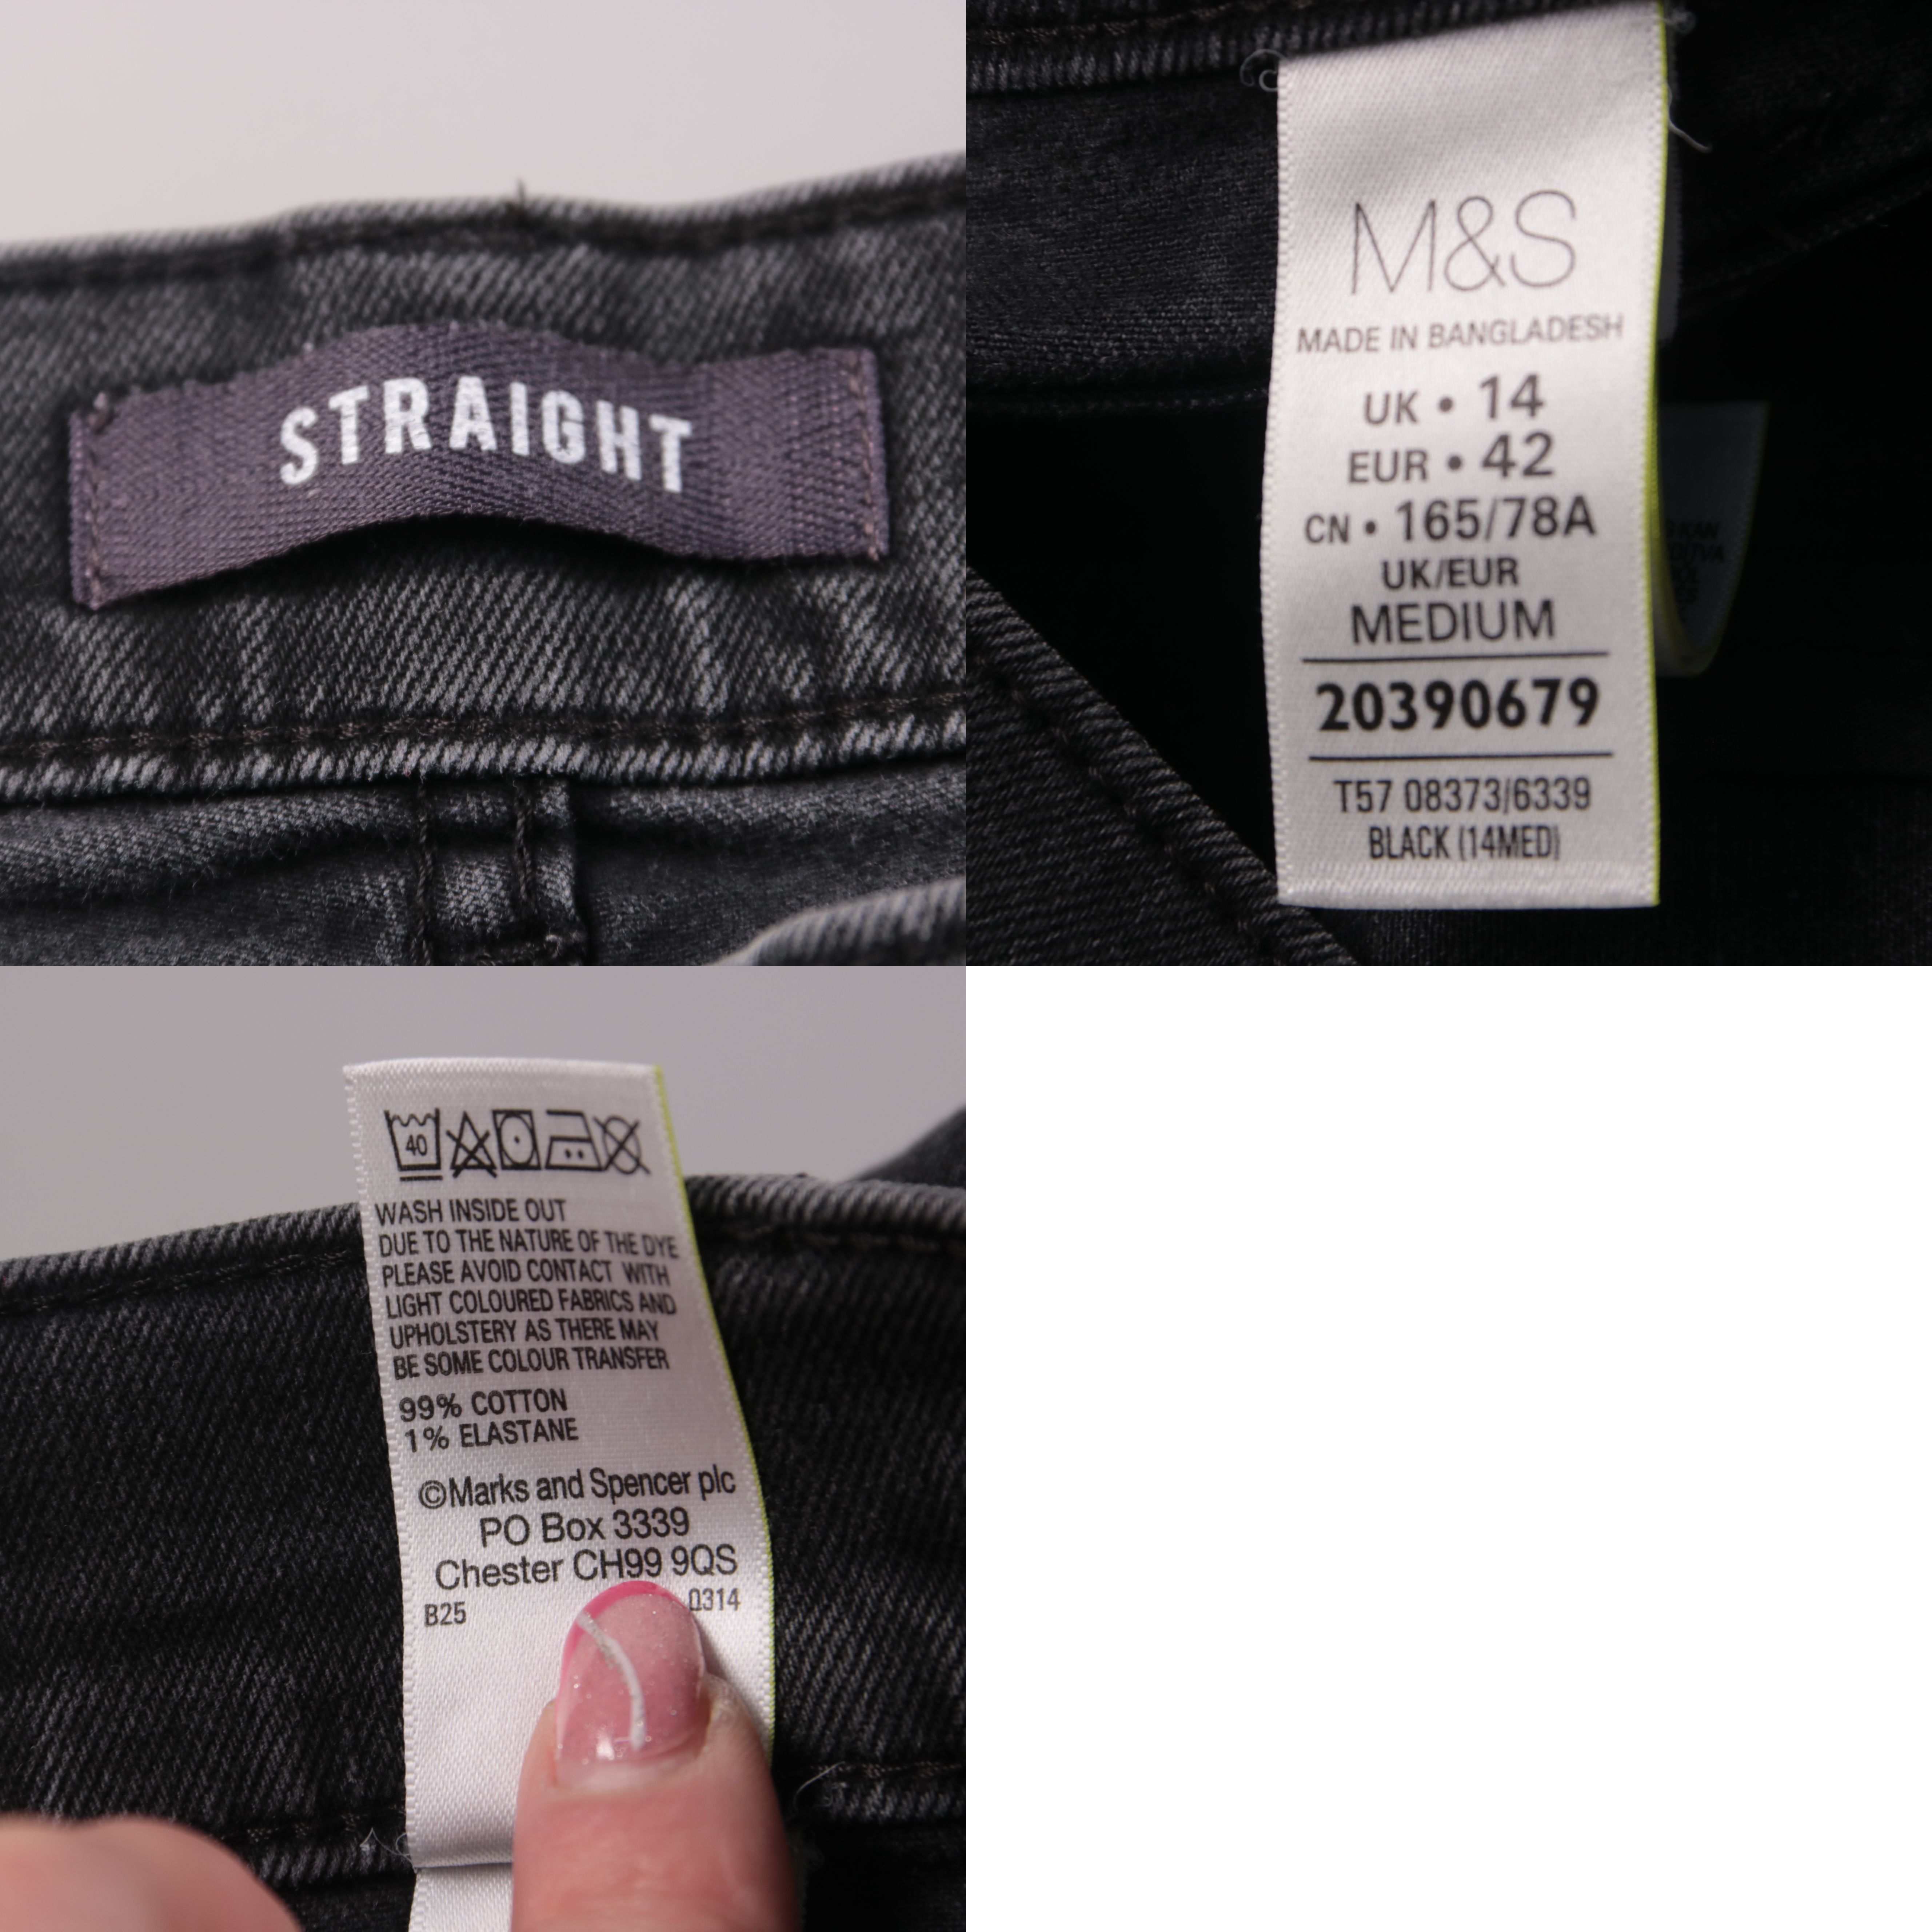 STRAIGHT
M&S
MADE IN BANGLADESH
UK • 14
EUR • 42
CN • 165/78A
UK/EUR
MEDIUM
20390679
T57 08373/6339
BLACK (14MED)
40
WASH INSIDE OUT
DUE TO THE NATURE OF THE DYE
PLEASE AVOID CONTACT WITH
LIGHT COLOURED FABRICS AND
UPHOLSTERY AS THERE MAY
BE SOME COLOUR TRANSFER
99% COTTON
1% ELASTANE
©Marks and Spencer plc
PO Box 3339
Chester CH99 9QS
B25 0314